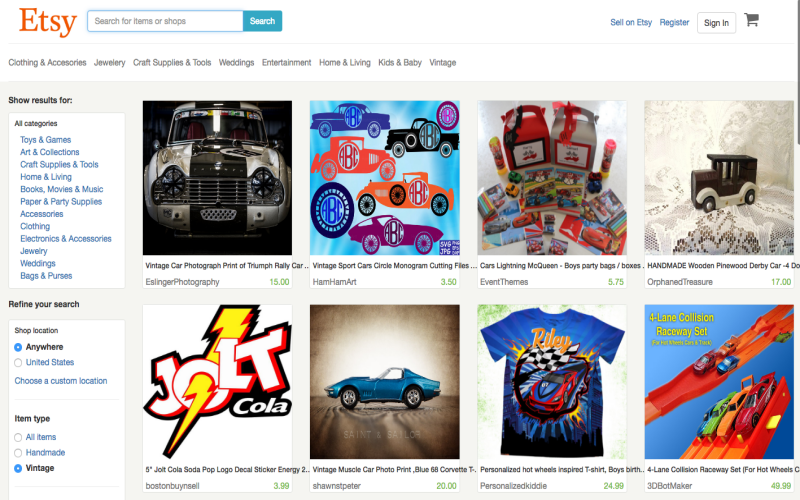 Etsy
Search for items or shops
Search
Sell on Etsy
Register
Sign In
Clothing & Accesories
Jewelery
Craft Supplies & Tools
Weddings
Entertainment
Home & Living
Kids & Baby
Vintage
Show results for:
All categories
Toys & Games
Art & Collections
Craft Supplies & Tools
Home & Living
Books, Movies & Music
Paper & Party Supplies
Accessories
Clothing
Electronics & Accessories
Jewelry
Weddings
Bags & Purses
Refine your search
Shop location
Anywhere
United States
Choose a custom location
Item type
All items
Handmade
Vintage
Vintage Car Photograph Print of Triumph Rally Car ...
EslingerPhotography
15.00
ABC
ABC
ABC
ABC
ABC
ABC
SVG
JPG
Vintage Sport Cars Circle Monogram Cutting Files ...
HamHamArt
3.50
Cars Lightning McQueen - Boys party bags / boxes ...
EventThemes
5.75
HANDMADE Wooden Pinewood Derby Car -4 Do
OrphanedTreasure
17.00
JOLT
Cola
5" Jolt Cola Soda Pop Logo Decal Sticker Energy 2...
bostonbuynsell
3.99
SAINT & SAILOR
Vintage Muscle Car Photo Print ,Blue 68 Corvette T-..
shawnstpeter
20.00
Riley
Personalized hot wheels inspired T-shirt, Boys birth...
Personalizedkiddie
24.99
4-Lane Collision
Raceway Set
(For Hot Wheels Cars & Track)
4-Lane Collision Raceway Set (For Hot Wheels C
3DBotMaker
49.99